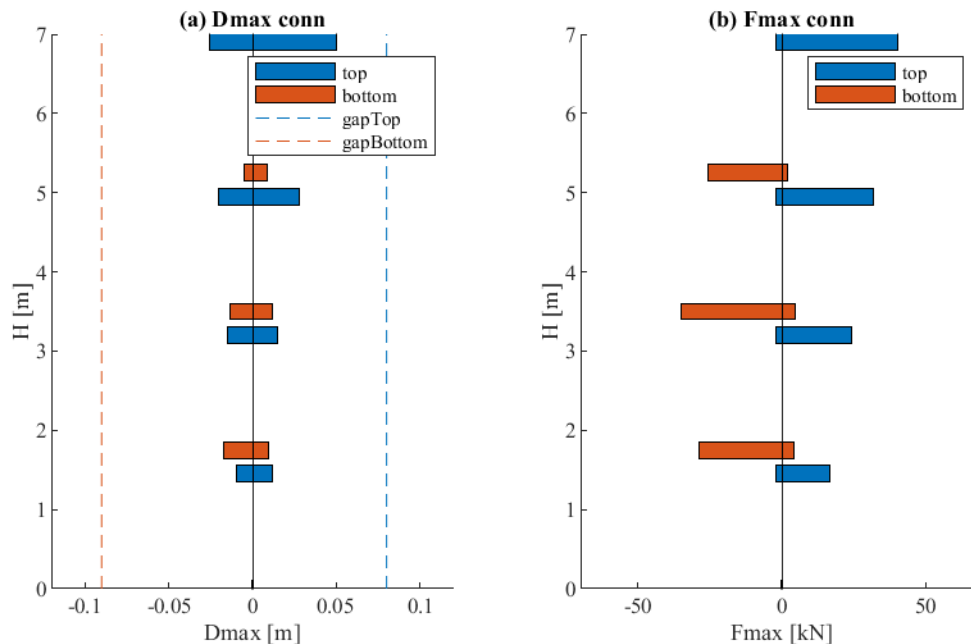 (a) Dmax conn
7
6
5
4
3
2
1
0
H [m]
top
bottom
gapTop
gapBottom
-0.1
-0.05
0
0.05
0.1
Dmax [m]
(b) Fmax conn
7
6
5
4
3
2
1
0
H [m]
top
bottom
-50
0
50
Fmax [kN]